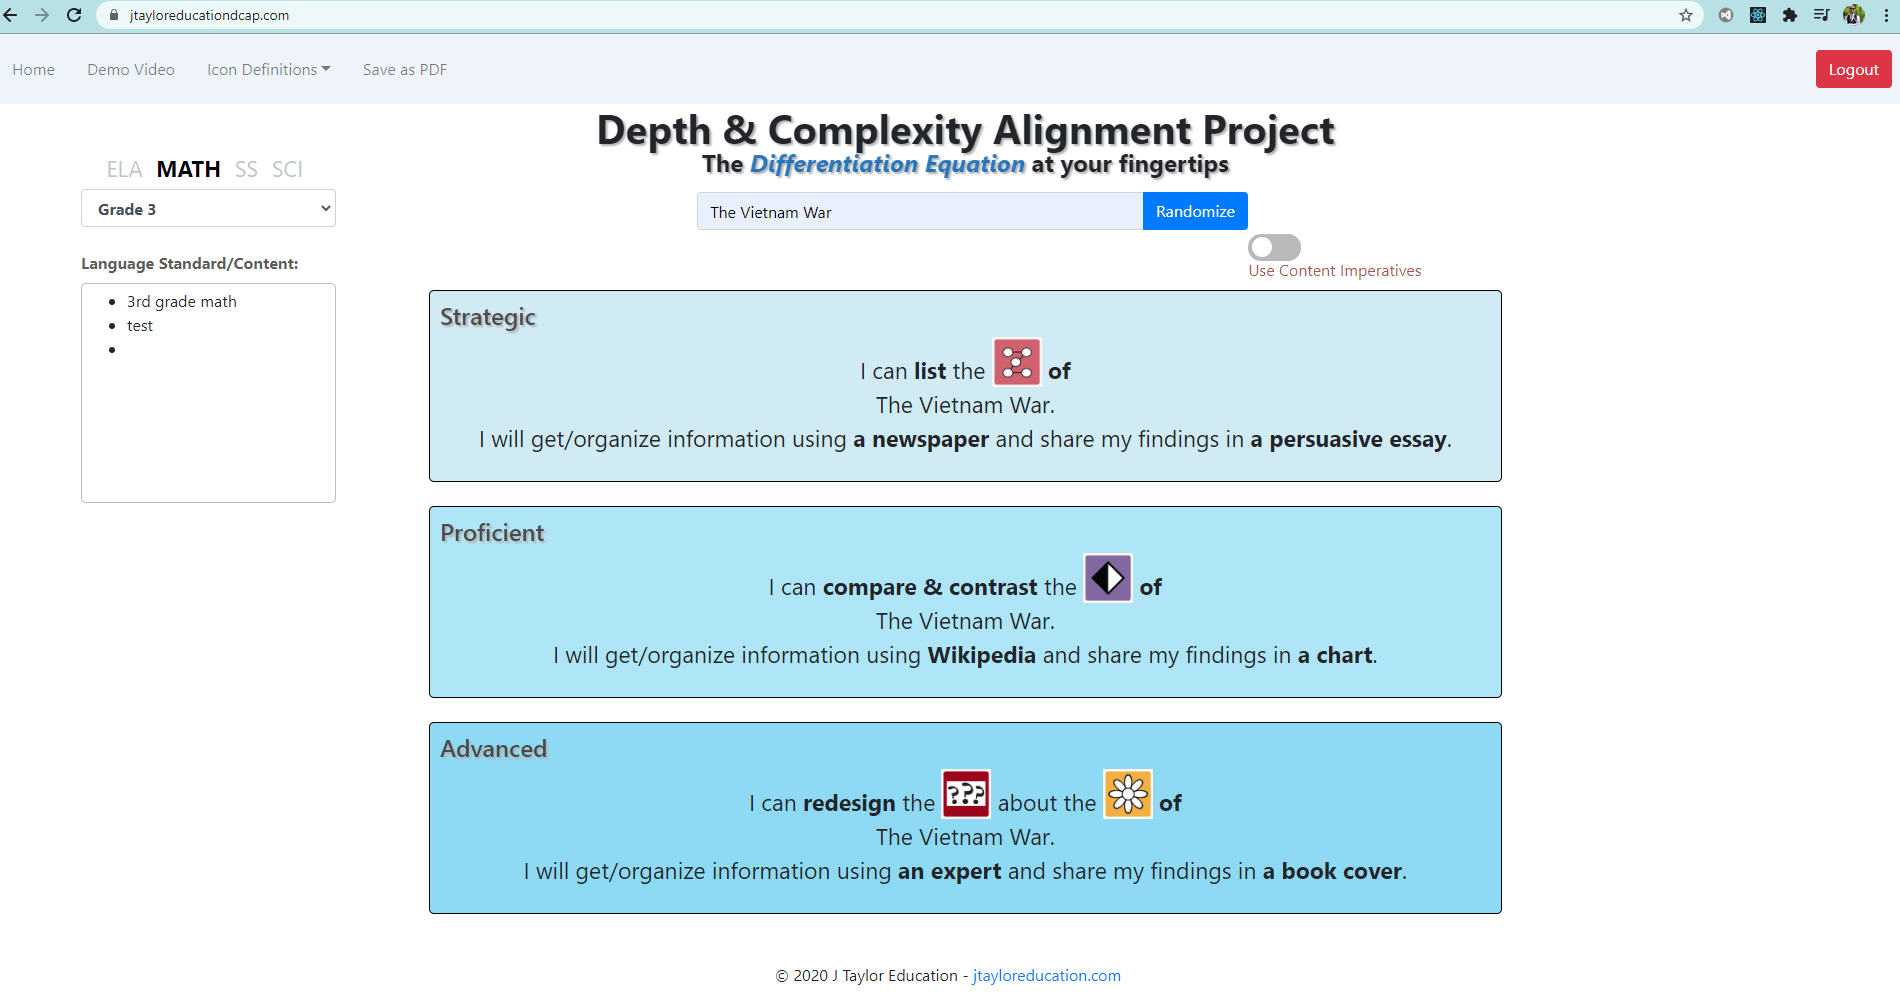 jtayloreducationdcap.com
Home Demo Video Icon Definitions Save as PDF Logout
Depth & Complexity Alignment Project
The Differentiation Equation at your fingertips
ELA MATH SS SCI
Grade 3
The Vietnam War Randomize
Use Content Imperatives
Language Standard/Content:
3rd grade math
test
Strategic
I can list the of
The Vietnam War.
I will get/organize information using a newspaper and share my findings in a persuasive essay.
Proficient
I can compare & contrast the of
The Vietnam War.
I will get/organize information using Wikipedia and share my findings in a chart.
Advanced
I can redesign the ??? about the of
The Vietnam War.
I will get/organize information using an expert and share my findings in a book cover.
© 2020 J Taylor Education - jtayloreducation.com